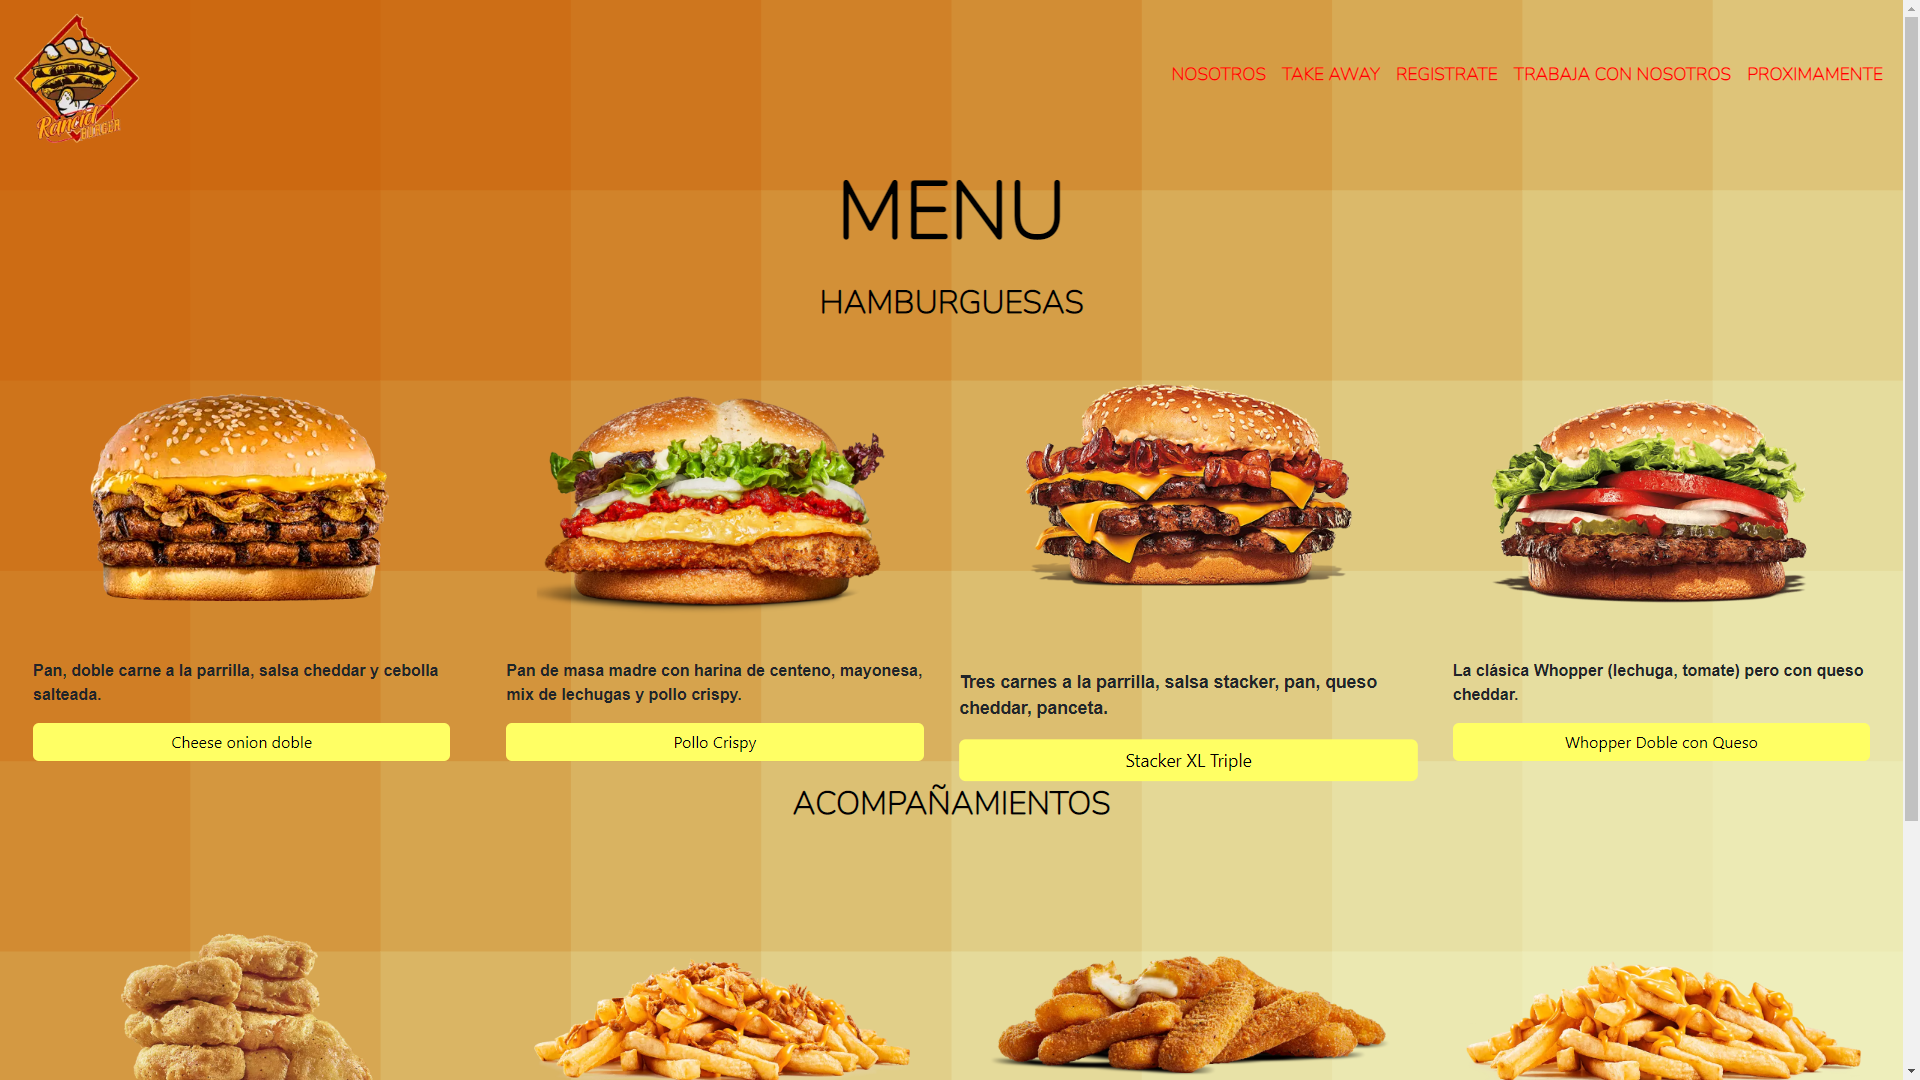 Rancid
BURGER
NOSOTROS TAKE AWAY REGISTRATE TRABAJA CON NOSOTROS PROXIMAMENTE
MENU
HAMBURGUESAS
Pan, doble carne a la parrilla, salsa cheddar y cebolla
salteada.
Cheese onion doble
Pan de masa madre con harina de centeno, mayonesa,
mix de lechugas y pollo crispy.
Pollo Crispy
Tres carnes a la parrilla, salsa stacker, pan, queso
cheddar, panceta.
Stacker XL Triple
La clásica Whopper (lechuga, tomate) pero con queso
cheddar.
Whopper Doble con Queso
ACOMPAÑAMIENTOS